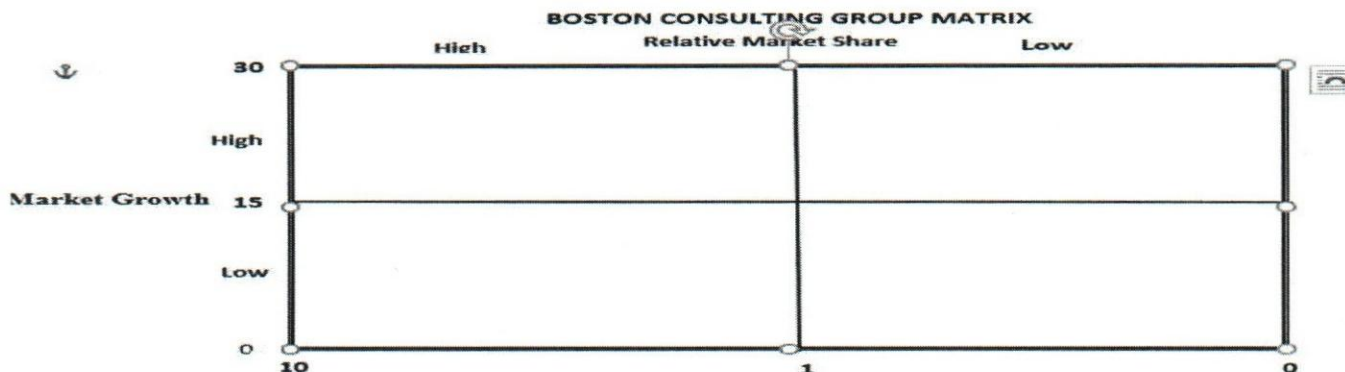 BOSTON CONSULTING GROUP MATRIX
High Relative Market Share Low
30
High
Market Growth 15
Low
0
10 1 0